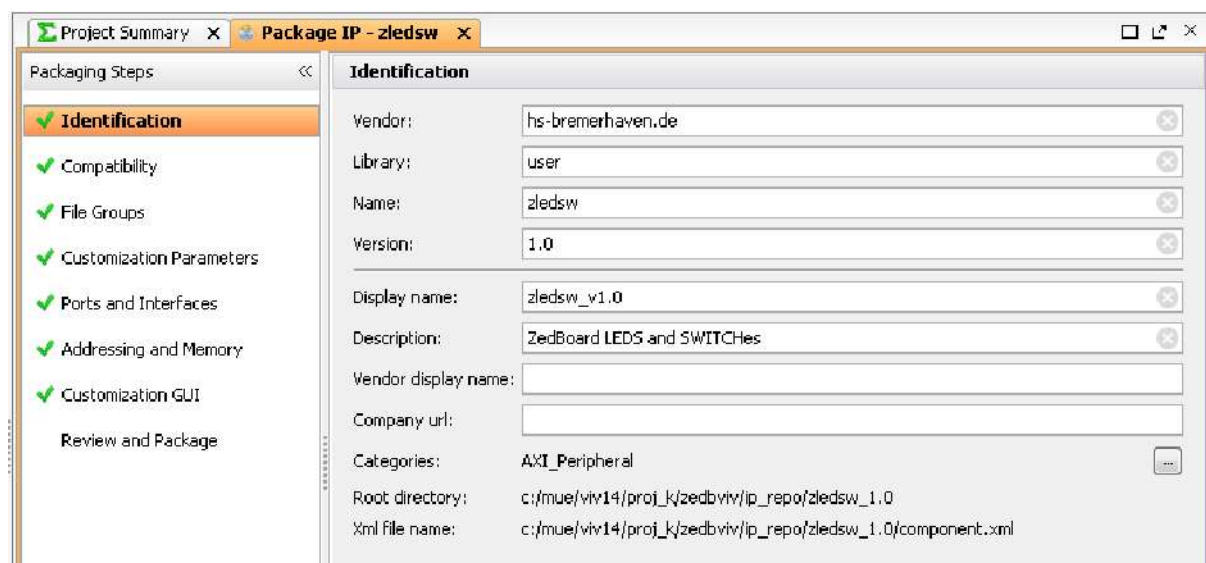 Project Summary X Package IP - zledsw X
Packaging Steps «
Identification
Compatibility
File Groups
Customization Parameters
Ports and Interfaces
Addressing and Memory
Customization GUI
Review and Package
Identification
Vendor: hs-bremerhaven.de
Library: user
Name: zledsw
Version: 1.0
Display name: zledsw_v1.0
Description: ZedBoard LEDS and SWITCHes
Vendor display name:
Company url:
Categories: AXI_Peripheral ...
Root directory: c:/mue/viv14/proj_k/zedbviv/ip_repo/zledsw_1.0
Xml file name: c:/mue/viv14/proj_k/zedbviv/ip_repo/zledsw_1.0/component.xml